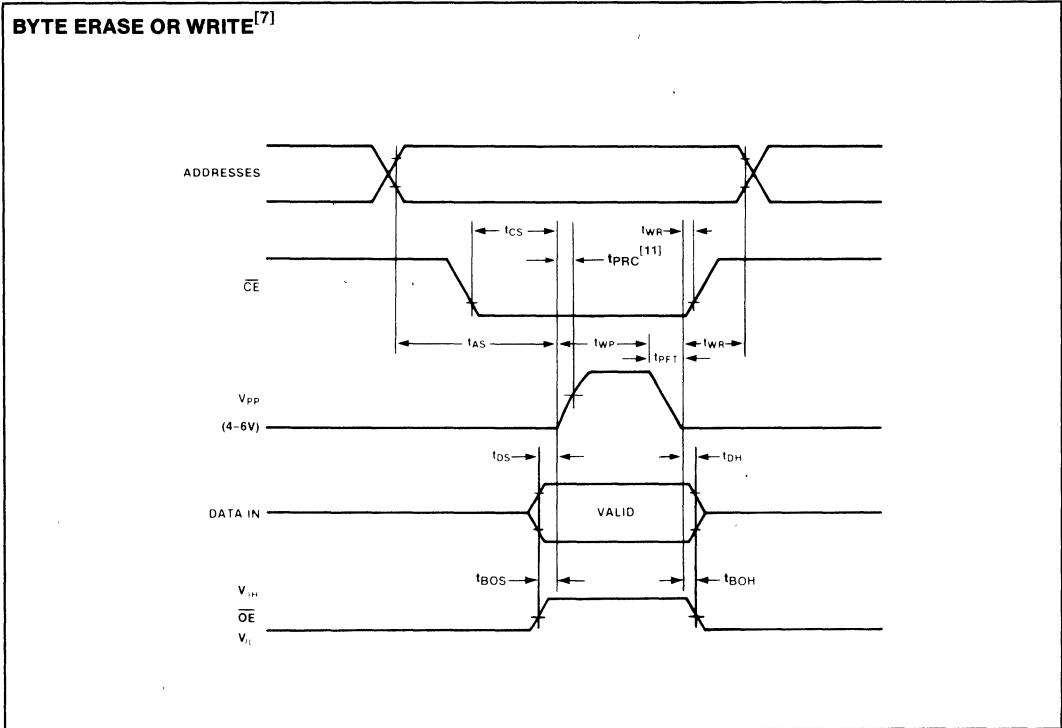 BYTE ERASE OR WRITE[7]
ADDRESSES
tCS
tWR
tPRC[11]
CE
tAS
tWP
tWR
tPFT
VPP
(4-6V)
tDS
tDH
DATA IN
VALID
tBOS
tBOH
VIH
OE
VIL